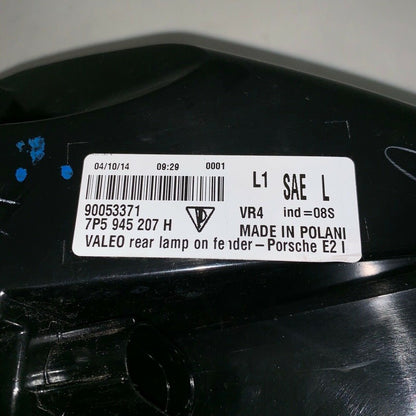 04/10/14 09:29 0001 L1 SAE L
90053371 VR4 ind=08S
7P5 945 207 H MADE IN POLANI
VALEO rear lamp on fender-Porsche E2 I